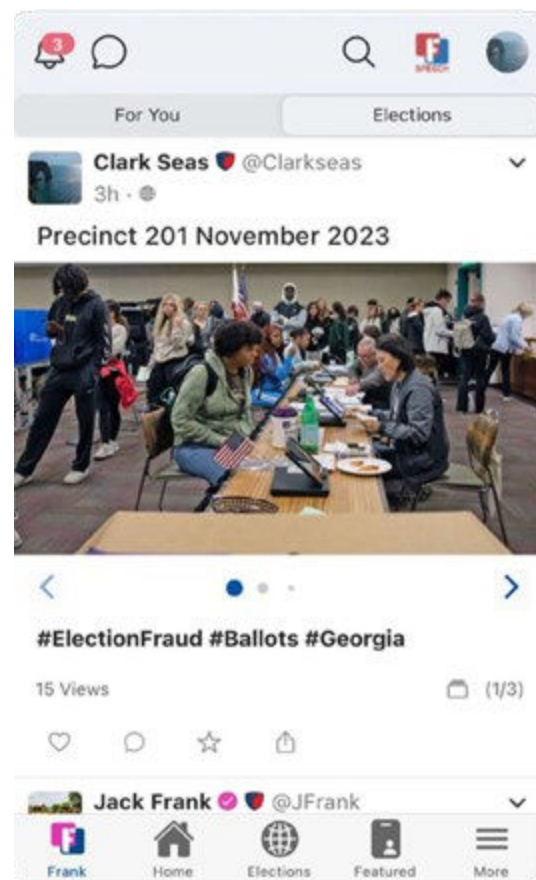 3
F
SPEECH
For You
Elections
Clark Seas @Clarkseas
3h ·
Precinct 201 November 2023
#ElectionFraud #Ballots #Georgia
15 Views
(1/3)
Jack Frank @JFrank
F
Frank
Home
Elections
Featured
More